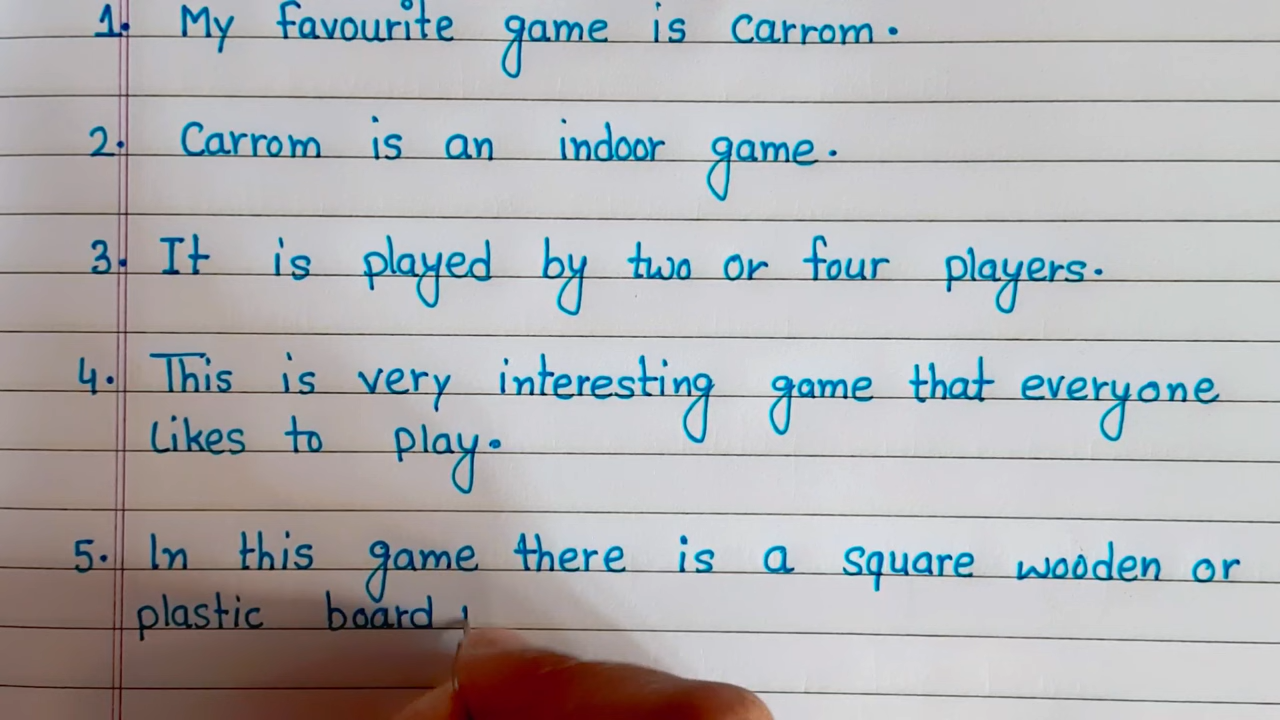 1. My favourite game is Carrom.
2. Carrom is an indoor game.
3. It is played by two or four players.
4. This is very interesting game that everyone
likes to play.
5. In this game there is a square wooden or
plastic board